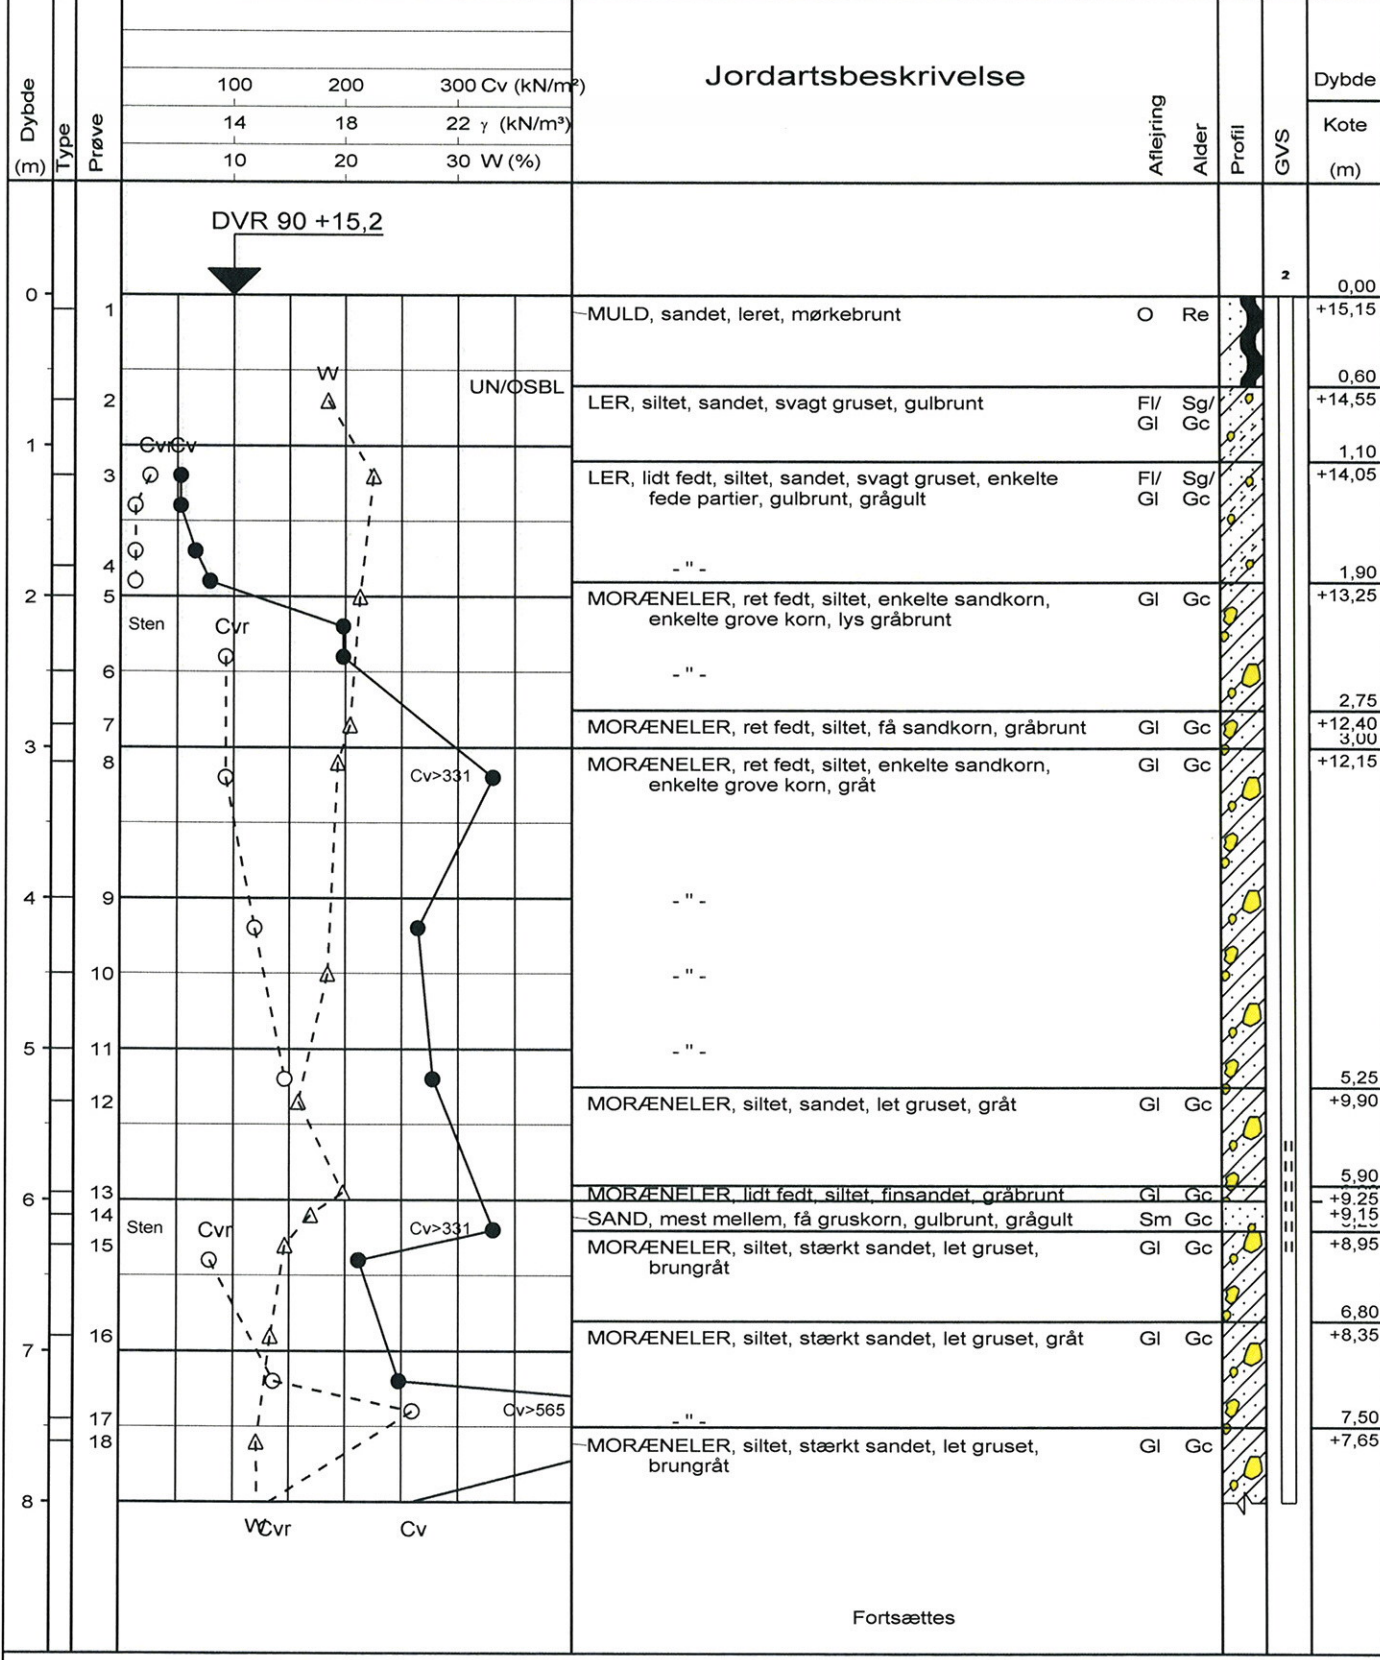 Dybde
(m)
Type
Prøve
100 200 300 Cv (kN/m²)
14 18 22 γ (kN/m³)
10 20 30 W (%)
Jordartsbeskrivelse
Aflejring
Alder
Profil
GVS
Dybde
Kote
(m)
DVR 90 +15,2
2
0,00
0
1 MULD, sandet, leret, mørkebrunt O Re +15,15
W
UN/OSBL 0,60
2 LER, siltet, sandet, svagt gruset, gulbrunt Fl/ Sg/ +14,55
Gl Gc
1 Cvr Cv 1,10
3 LER, lidt fedt, siltet, sandet, svagt gruset, enkelte Fl/ Sg/ +14,05
fede partier, gulbrunt, grågult Gl Gc
4 - " - 1,90
2 5 MORÆNELER, ret fedt, siltet, enkelte sandkorn, Gl Gc +13,25
Sten Cvr enkelte grove korn, lys gråbrunt
6 - " -
2,75
7 MORÆNELER, ret fedt, siltet, få sandkorn, gråbrunt Gl Gc +12,40
3 3,00
8 Cv>331 MORÆNELER, ret fedt, siltet, enkelte sandkorn, Gl Gc +12,15
enkelte grove korn, gråt
4 9 - " -
10 - " -
5 11 - " -
5,25
12 MORÆNELER, siltet, sandet, let gruset, gråt Gl Gc +9,90
5,90
6 13 MORÆNELER, lidt fedt, siltet, finsandet, gråbrunt Gl Gc +9,25
14 Sten Cvr Cv>331 SAND, mest mellem, få gruskorn, gulbrunt, grågult Sm Gc +9,15
15 MORÆNELER, siltet, stærkt sandet, let gruset, Gl Gc +8,95
brungråt
6,80
16 MORÆNELER, siltet, stærkt sandet, let gruset, gråt Gl Gc +8,35
7
Cv>565
17 - " - 7,50
18 MORÆNELER, siltet, stærkt sandet, let gruset, Gl Gc +7,65
brungråt
8
W Cvr Cv
Fortsættes